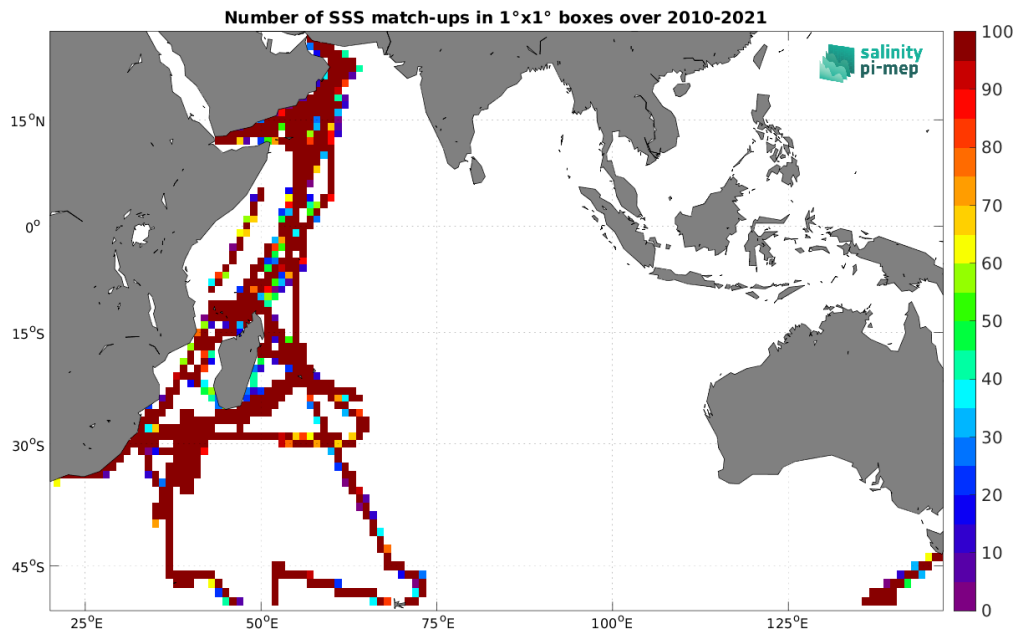 Number of SSS match-ups in 1°x1° boxes over 2010-2021
salinity
pi-mep
15°N
0°
15°S
30°S
45°S
25°E
50°E
75°E
100°E
125°E
100
90
80
70
60
50
40
30
20
10
0